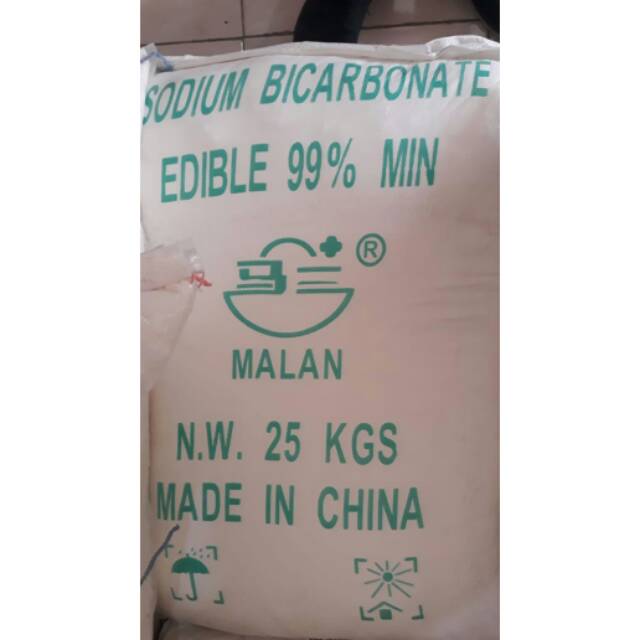 SODIUM BICARBONATE
EDIBLE 99% MIN
®
MALAN
N.W. 25 KGS
MADE IN CHINA